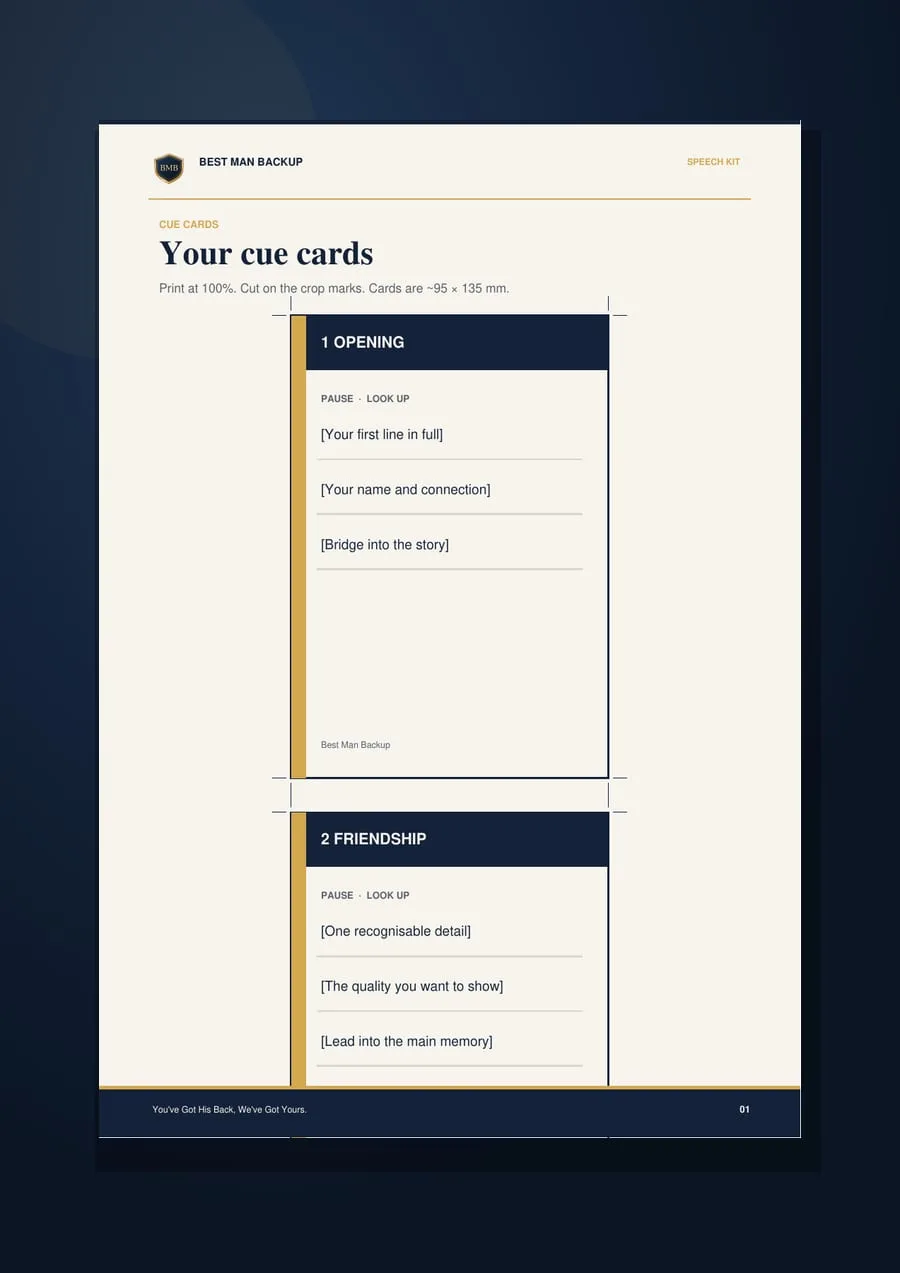 BMB
BEST MAN BACKUP
SPEECH KIT
CUE CARDS
Your cue cards
Print at 100%. Cut on the crop marks. Cards are ~95 × 135 mm.
1 OPENING
PAUSE · LOOK UP
[Your first line in full]
[Your name and connection]
[Bridge into the story]
Best Man Backup
2 FRIENDSHIP
PAUSE · LOOK UP
[One recognisable detail]
[The quality you want to show]
[Lead into the main memory]
You've Got His Back, We've Got Yours.
01